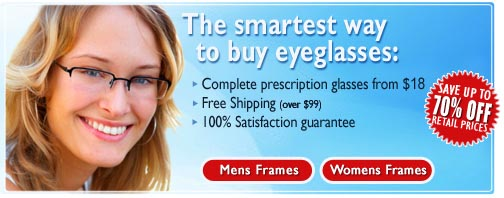 The smartest way
to buy eyeglasses:
Complete prescription glasses from $18
Free Shipping (over $99)
100% Satisfaction guarantee
SAVE UP TO
70% OFF
RETAIL PRICES
Mens Frames
Womens Frames